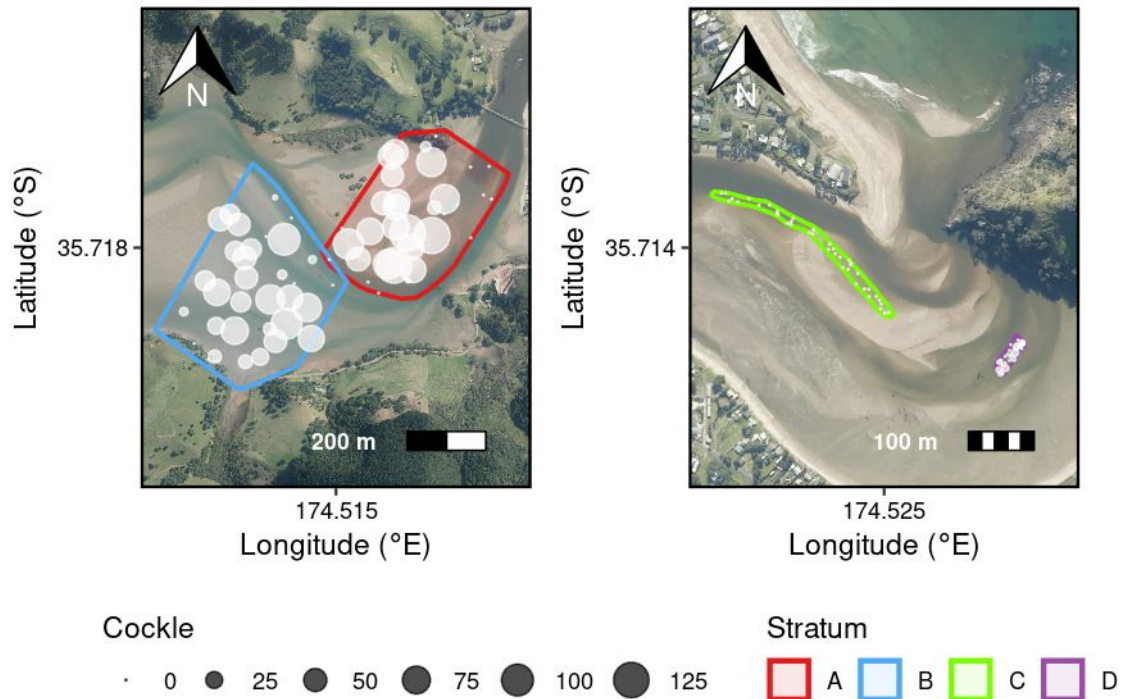 N
N
Latitude (°S)
35.718
200 m
174.515
Longitude (°E)
Latitude (°S)
35.714
100 m
174.525
Longitude (°E)
Cockle
0 25 50 75 100 125
Stratum
A B C D